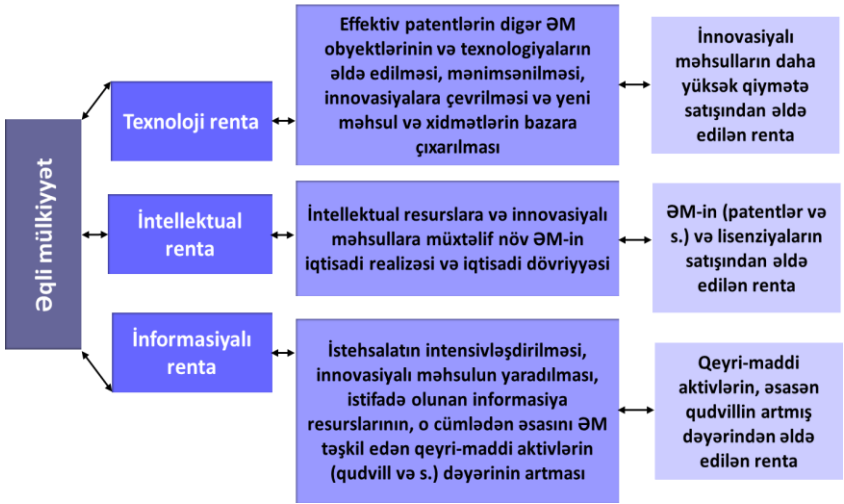 Əqli mülkiyyət
Texnoloji renta
Effektiv patentlərin digər ƏM
obyektlərinin və texnologiyaların
əldə edilməsi, mənimsənilməsi,
innovasiyalara çevrilməsi və yeni
məhsul və xidmətlərin bazara
çıxarılması
İnnovasiyalı
məhsulların daha
yüksək qiymətə
satışından əldə
edilən renta
İntellektual
renta
İntellektual resurslara və innovasiyalı
məhsullara müxtəlif növ ƏM-in
iqtisadi realizəsi və iqtisadi dövriyyəsi
ƏM-in (patentlər və
s.) və lisenziyaların
satışından əldə
edilən renta
İnformasiyalı
renta
İstehsalatın intensivləşdirilməsi,
innovasiyalı məhsulun yaradılması,
istifadə olunan informasiya
resurslarının, o cümlədən əsasını ƏM
təşkil edən qeyri-maddi aktivlərin
(qudvill və s.) dəyərinin artması
Qeyri-maddi
aktivlərin, əsasən
qudvillin artmış
dəyərindən əldə
edilən renta